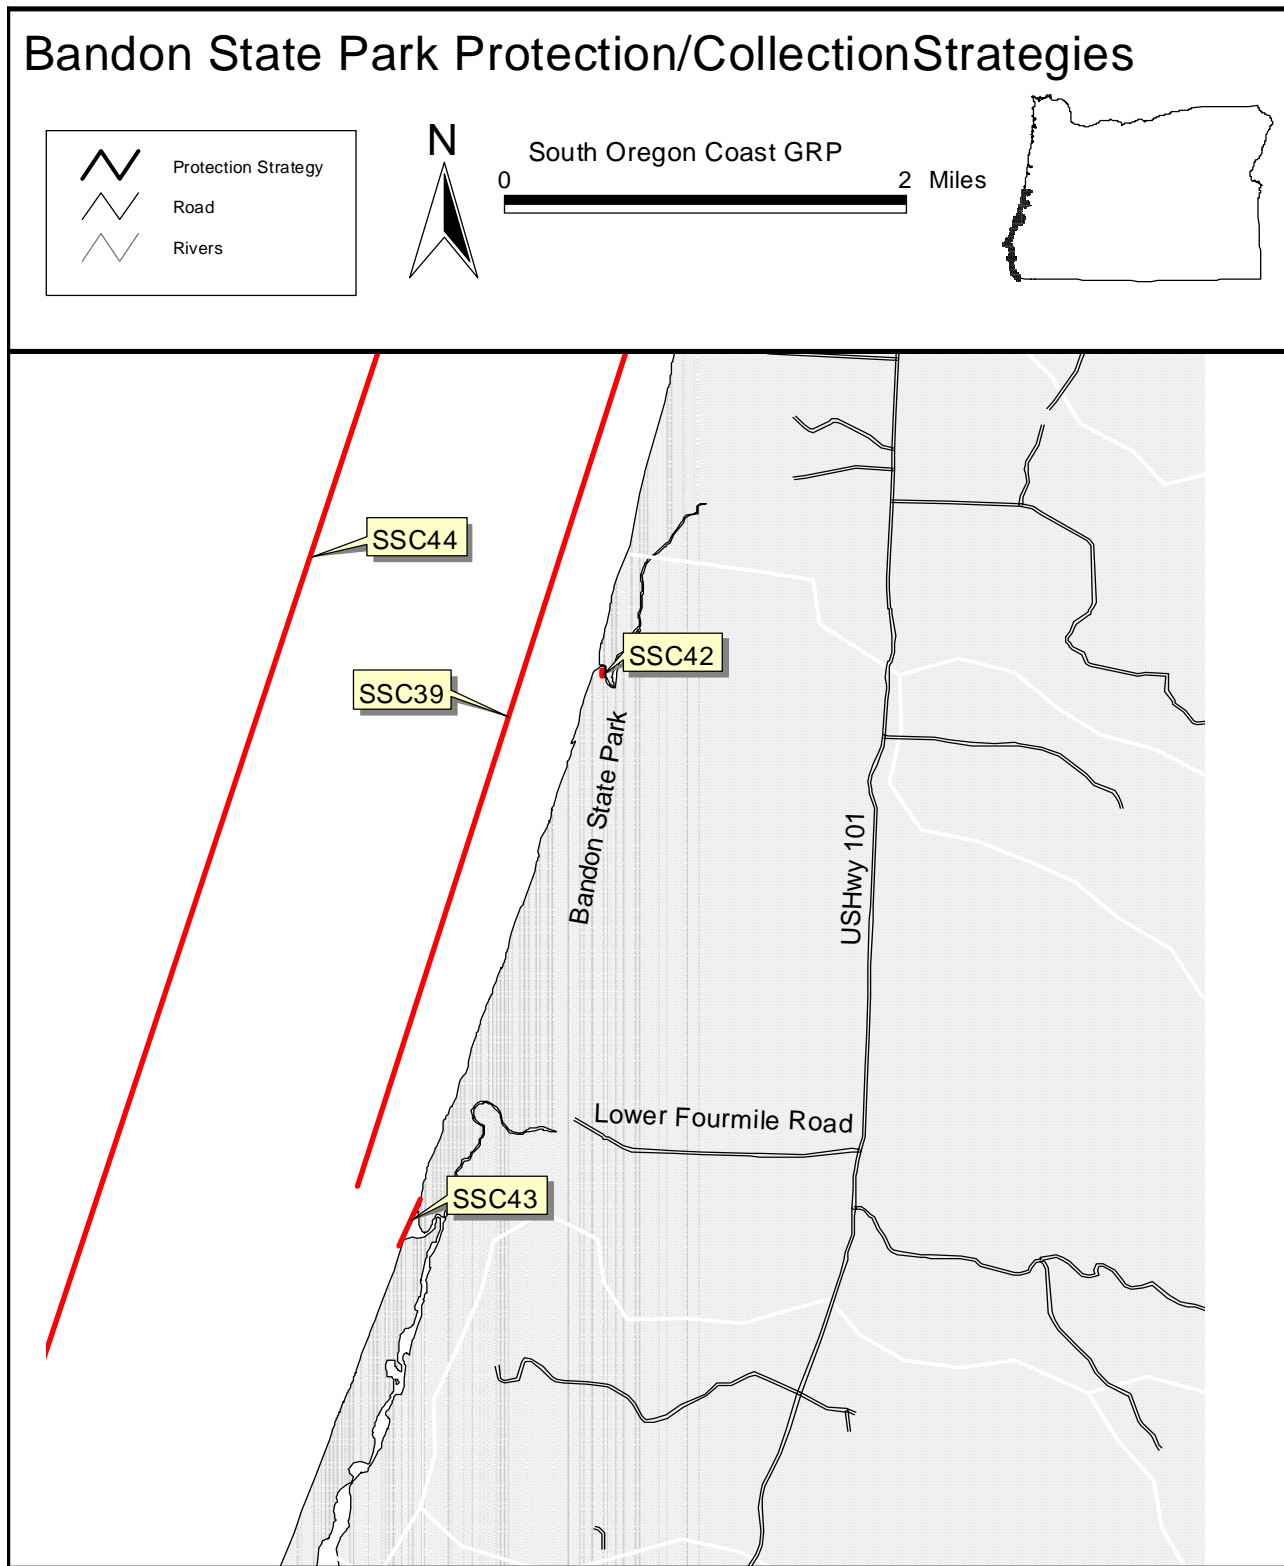 Bandon State Park Protection/CollectionStrategies
Protection Strategy
Road
Rivers
N
South Oregon Coast GRP
0 2 Miles
SSC44
SSC42
SSC39
Bandon State Park
USHwy 101
Lower Fourmile Road
SSC43